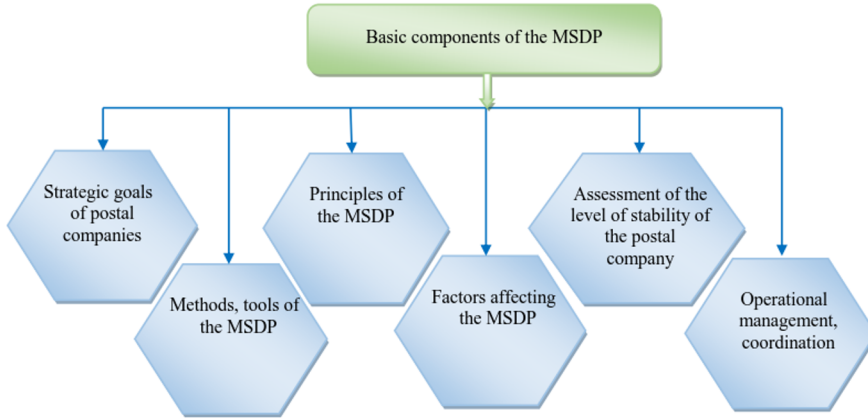 Basic components of the MSDP
Strategic goals
of postal
companies
Methods, tools of
the MSDP
Principles of
the MSDP
Factors affecting
the MSDP
Assessment of the
level of stability of
the postal
company
Operational
management,
coordination